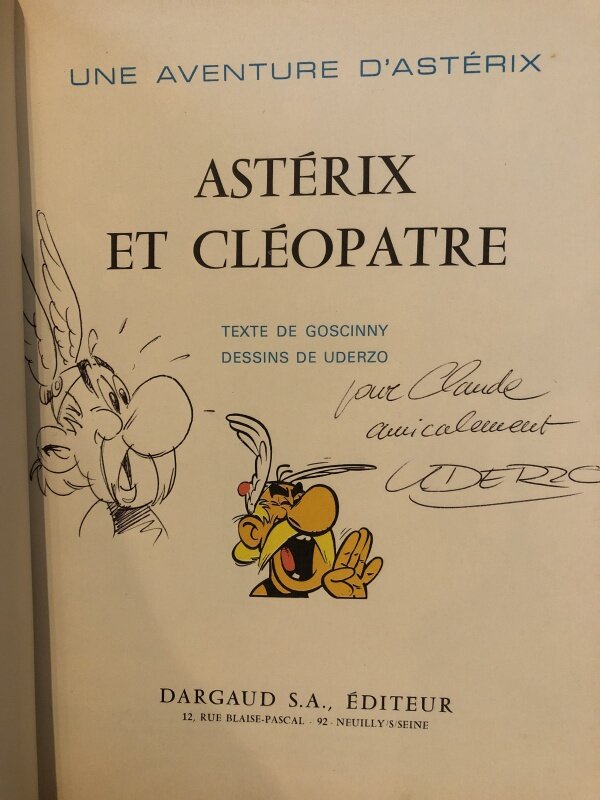 UNE AVENTURE D'ASTÉRIX
ASTÉRIX
ET CLÉOPATRE
TEXTE DE GOSCINNY
DESSINS DE UDERZO
pour Claude
amicalement
UDERZO
DARGAUD S.A., ÉDITEUR
12, RUE BLAISE-PASCAL - 92 - NEUILLY/S/SEINE